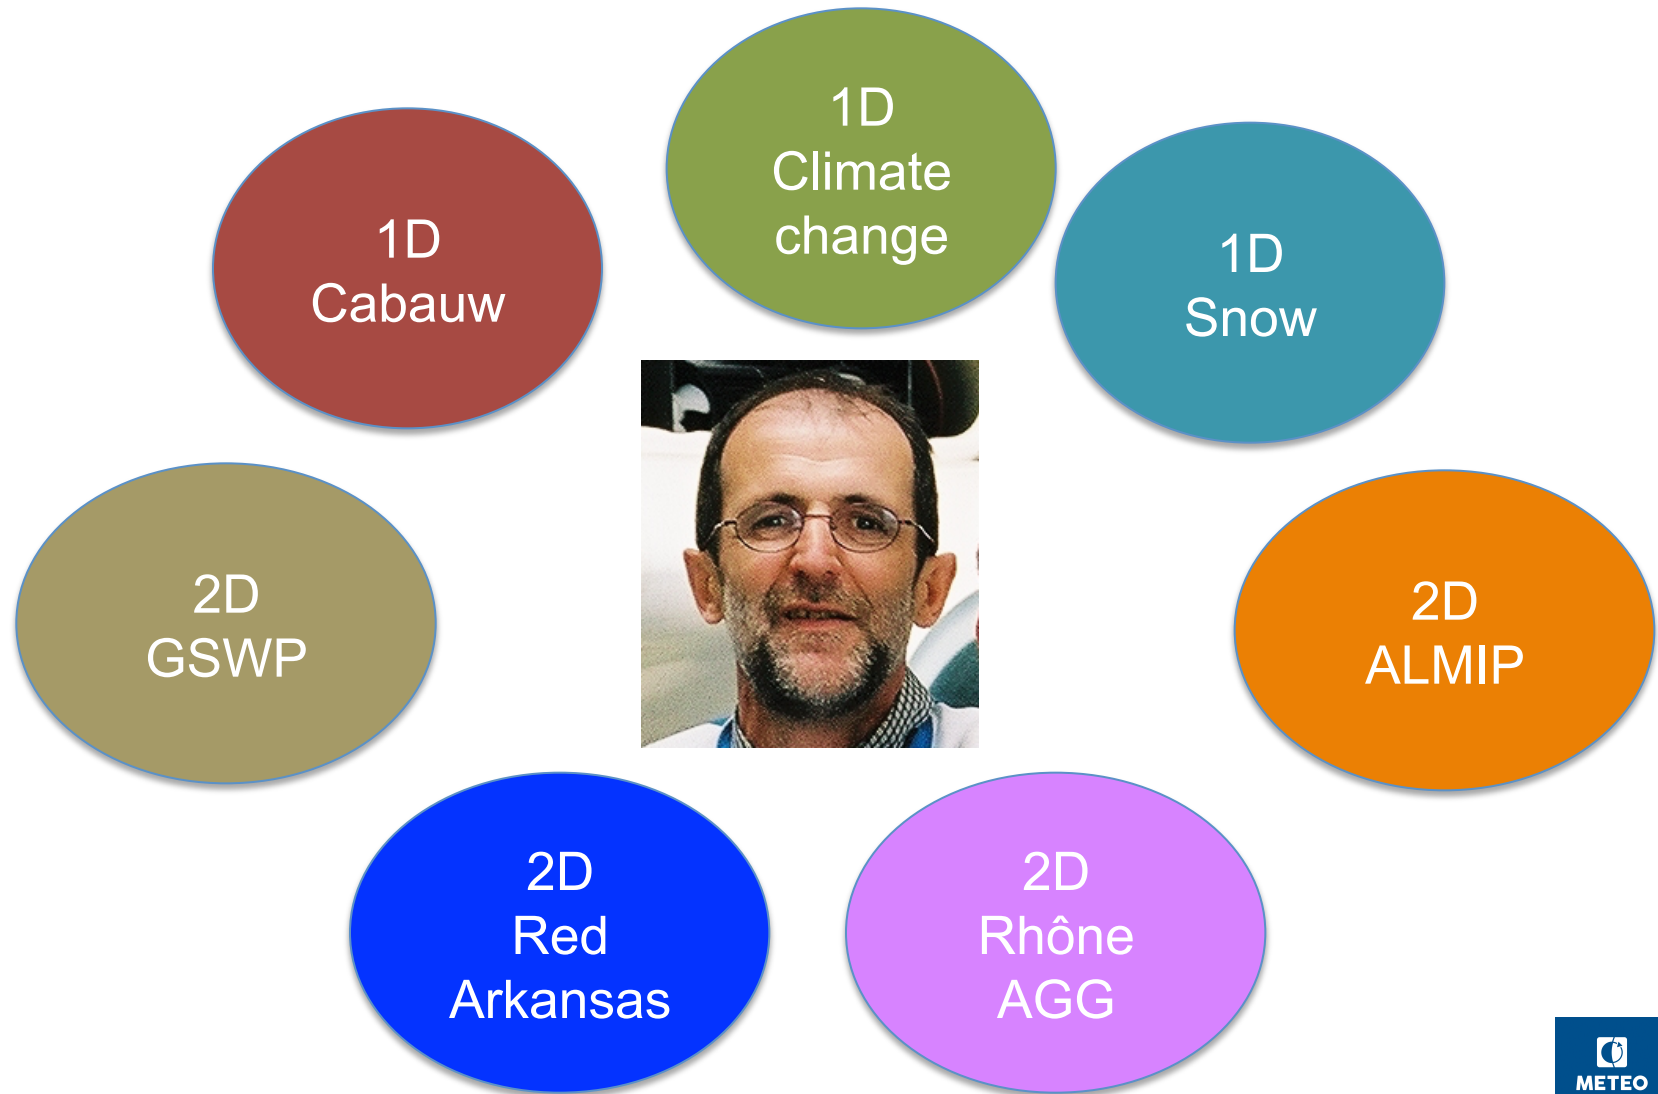 1D
Climate
change
1D
Cabauw
1D
Snow
2D
GSWP
2D
ALMIP
2D
Red
Arkansas
2D
Rhône
AGG
METEO